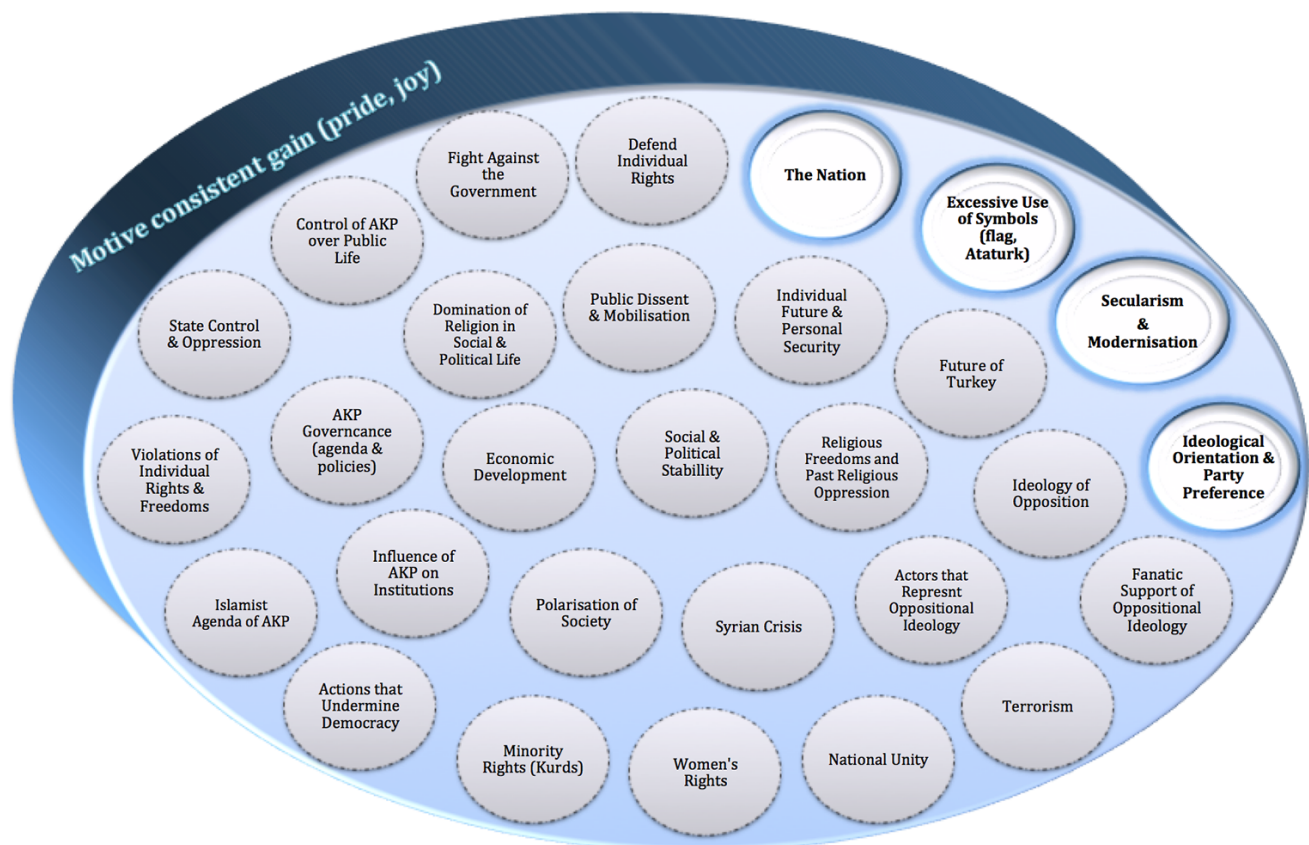 Motive consistent gain (pride, joy)
Fight Against
the
Government
Defend
Individual
Rights
The Nation
Excessive Use
of Symbols
(flag,
Ataturk)
Control of AKP
over Public
Life
State Control
& Oppression
Domination of
Religion in
Social &
Political Life
Public Dissent
& Mobilisation
Individual
Future &
Personal
Security
Secularism
&
Modernisation
Future of
Turkey
Violations of
Individual
Rights &
Freedoms
AKP
Governcance
(agenda &
policies)
Economic
Development
Social &
Political
Stabillity
Religious
Freedoms and
Past Religious
Oppression
Ideology of
Opposition
Ideological
Orientation &
Party
Preference
Islamist
Agenda of AKP
Influence of
AKP on
Institutions
Polarisation of
Society
Syrian Crisis
Actors that
Represnt
Oppositional
Ideology
Fanatic
Support of
Oppositional
Ideology
Actions that
Undermine
Democracy
Minority
Rights (Kurds)
Women's
Rights
National Unity
Terrorism